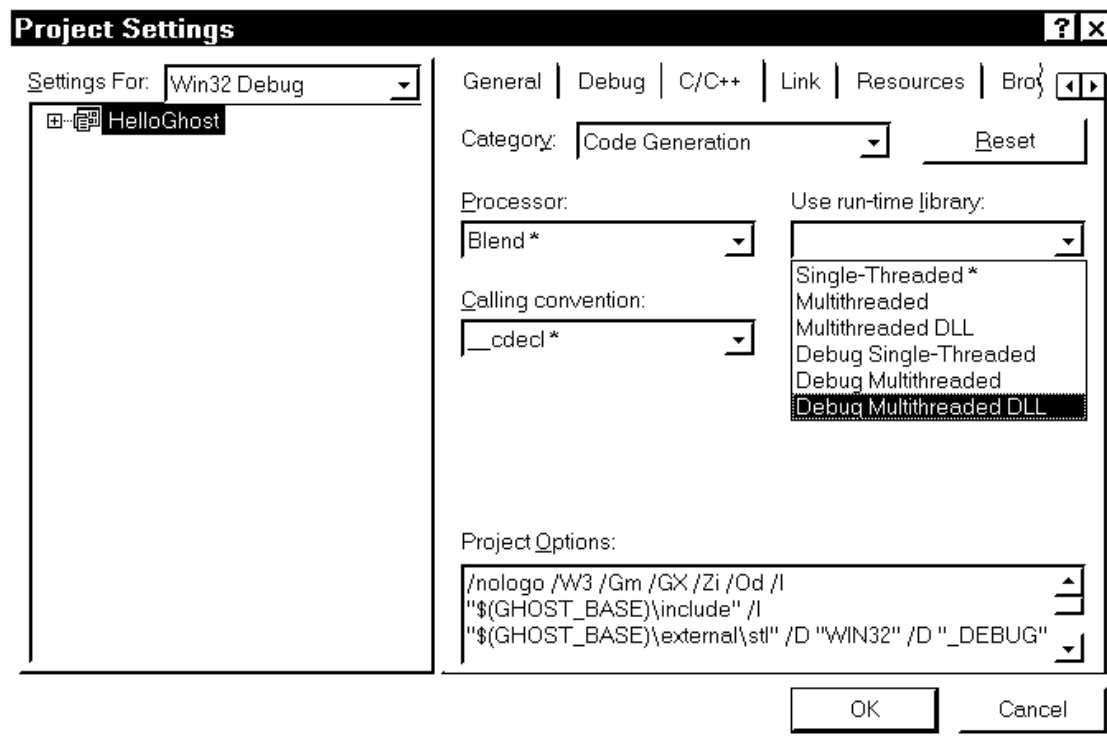 Project Settings
Settings For: Win32 Debug
HelloGhost
General Debug C/C++ Link Resources
Category: Code Generation Reset
Processor: Use run-time library:
Blend *
Single-Threaded *
Calling convention: Multithreaded
Multithreaded DLL
__cdecl * Debug Single-Threaded
Debug Multithreaded
Debug Multithreaded DLL
Project Options:
/nologo /W3 /Gm /GX /Zi /Od /I
"$(GHOST_BASE)\include" /I
"$(GHOST_BASE)\external\stl" /D "WIN32" /D "_DEBUG"
OK Cancel